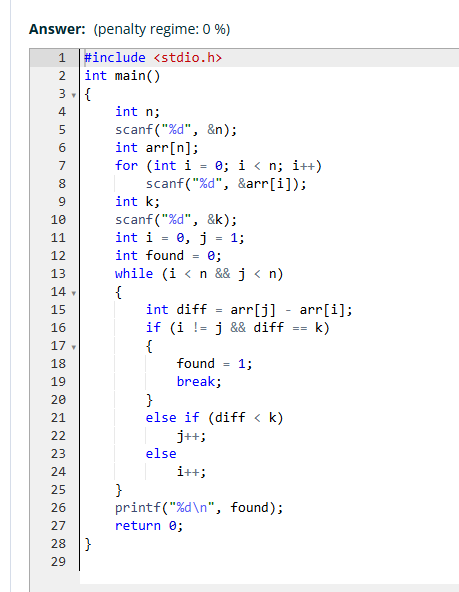 Answer: (penalty regime: 0 %)
1 #include <stdio.h>
2 int main()
3 {
4     int n;
5     scanf("%d", &n);
6     int arr[n];
7     for (int i = 0; i < n; i++)
8         scanf("%d", &arr[i]);
9     int k;
10     scanf("%d", &k);
11     int i = 0, j = 1;
12     int found = 0;
13     while (i < n && j < n)
14     {
15         int diff = arr[j] - arr[i];
16         if (i != j && diff == k)
17         {
18             found = 1;
19             break;
20         }
21         else if (diff < k)
22             j++;
23         else
24             i++;
25     }
26     printf("%d\n", found);
27     return 0;
28 }
29